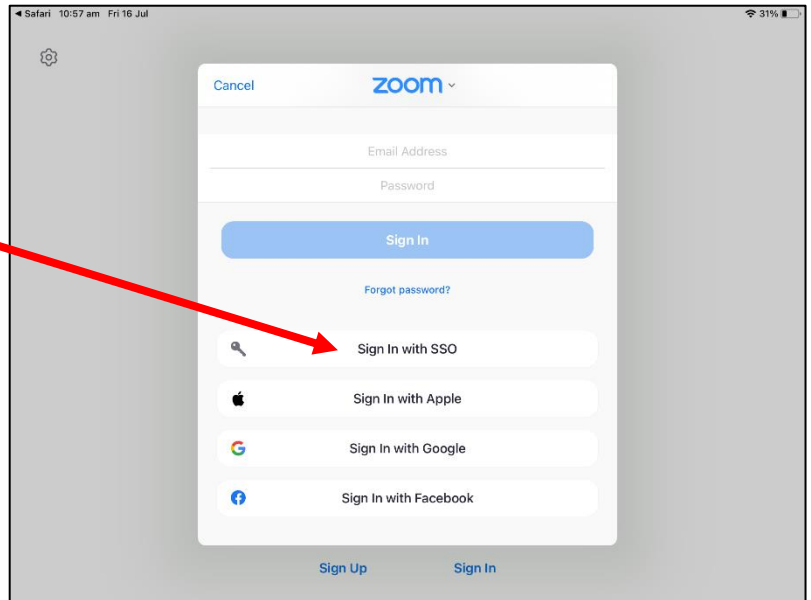 Safari 10:57 am Fri 16 Jul 31%
Cancel zoom
Email Address
Password
Sign In
Forgot password?
Sign In with SSO
Sign In with Apple
Sign In with Google
Sign In with Facebook
Sign Up Sign In